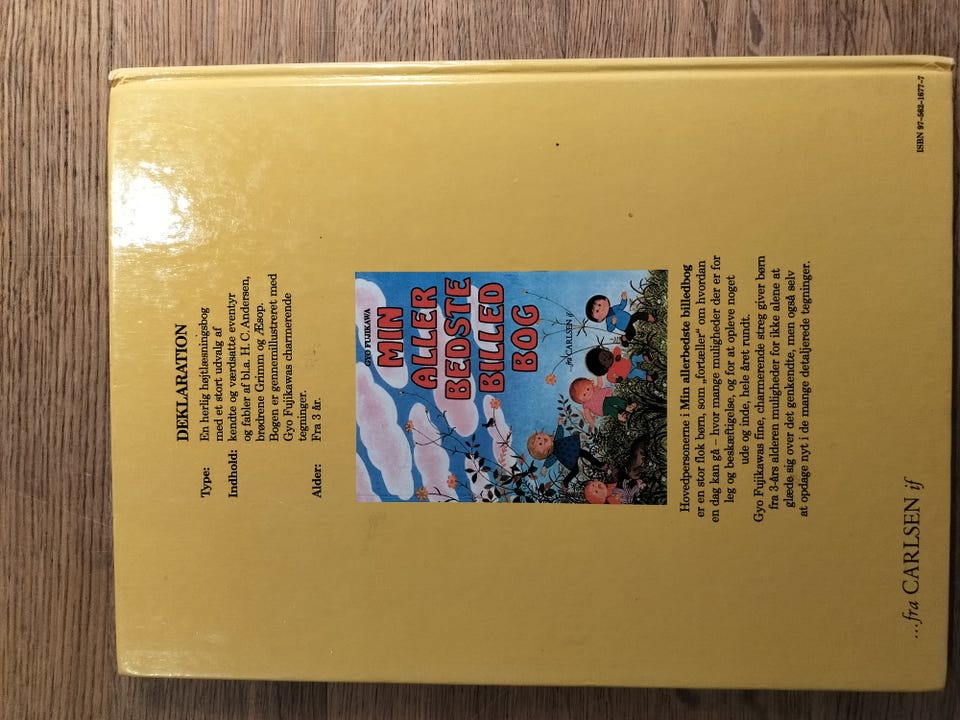 DEKLARATION
Type: En herlig højtlæsningsbog
med et stort udvalg af
Indhold: kendte og værdsatte eventyr
og fabler af bl.a. H. C. Andersen,
brødrene Grimm og Æsop.
Bogen er gennemillustreret med
Gyo Fujikawas charmerende
tegninger.
Alder: Fra 3 år.
GYO FUJIKAWA
MIN
ALLER
BEDSTE
BILLED
BOG
...fra CARLSEN if
Hovedpersonerne i Min allerbedste billedbog
er en stor flok børn, som „fortæller" om hvordan
en dag kan gå – hvor mange muligheder der er for
leg og beskæftigelse, og for at opleve noget
ude og inde, hele året rundt.
Gyo Fujikawas fine, charmerende streg giver børn
fra 3-års alderen muligheder for ikke alene at
glæde sig over det genkendte, men også selv
at opdage nyt i de mange detaljerede tegninger.
...fra CARLSEN if
ISBN 97-562-1677-7